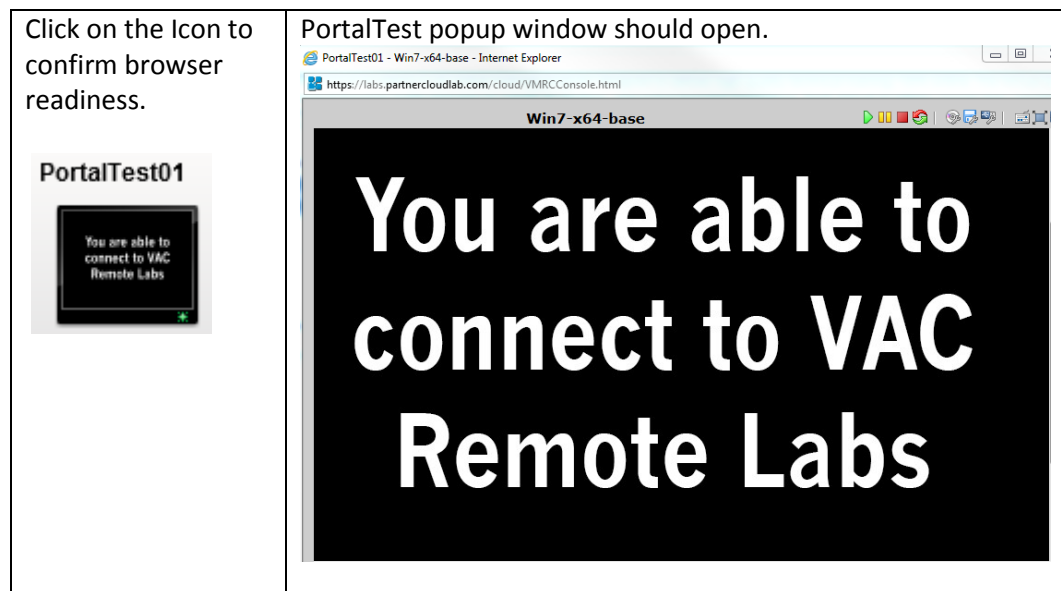 Click on the Icon to
confirm browser
readiness.
PortalTest01
You are able to
connect to VAC
Remote Labs
PortalTest popup window should open.
PortalTest01 - Win7-x64-base - Internet Explorer
https://labs.partnercloudlab.com/cloud/VMRCConsole.html
Win7-x64-base
You are able to
connect to VAC
Remote Labs